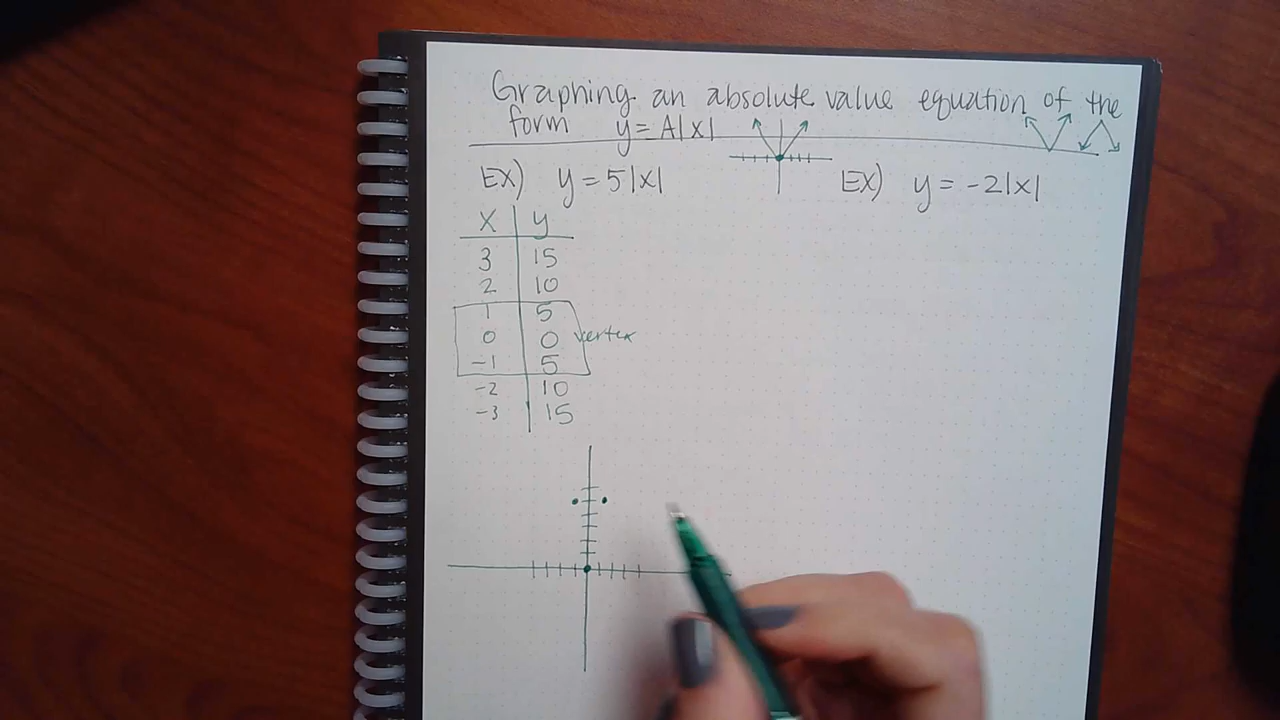 Graphing an absolute value equation of the
form y = A|x|
EX) y = 5|x|
EX) y = -2|x|
x y
3 15
2 10
1 5
0 0 vertex
-1 5
-2 10
-3 15